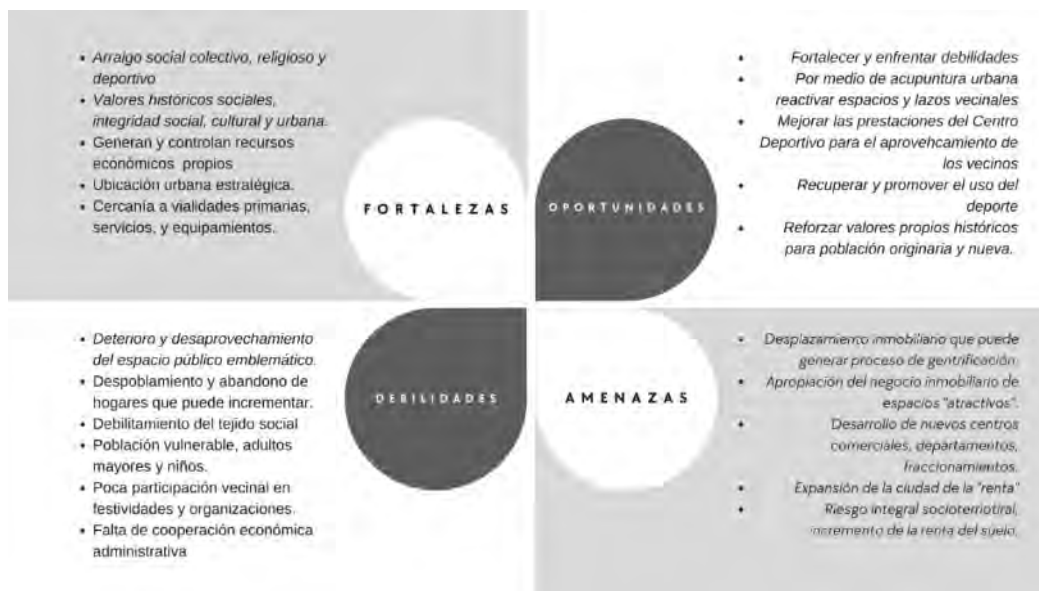 • Arraigo social colectivo, religioso y
deportivo
• Valores históricos sociales,
integridad social, cultural y urbana.
• Generan y controlan recursos
económicos propios
• Ubicación urbana estratégica.
• Cercanía a vialidades primarias,
servicios, y equipamientos.
FORTALEZAS
OPORTUNIDADES
• Fortalecer y enfrentar debilidades
• Por medio de acupuntura urbana
reactivar espacios y lazos vecinales
• Mejorar las prestaciones del Centro
Deportivo para el aprovehcamiento de
los vecinos
• Recuperar y promover el uso del
deporte
• Reforzar valores propios históricos
para población originaria y nueva.
• Deterioro y desaprovechamiento
del espacio público emblemático.
• Despoblamiento y abandono de
hogares que puede incrementar.
• Debilitamiento del tejido social
• Población vulnerable, adultos
mayores y niños.
• Poca participación vecinal en
festividades y organizaciones.
• Falta de cooperación económica
administrativa
DEBILIDADES
AMENAZAS
• Desplazamiento inmobiliario que puede
generar proceso de gentrificación.
• Apropiación del negocio inmobiliario de
espacios "atractivos".
• Desarrollo de nuevos centros
comerciales, departamentos,
fraccionamientos.
• Expansión de la ciudad de la "renta"
• Riesgo integral socioterriotiral,
incremento de la renta del suelo.